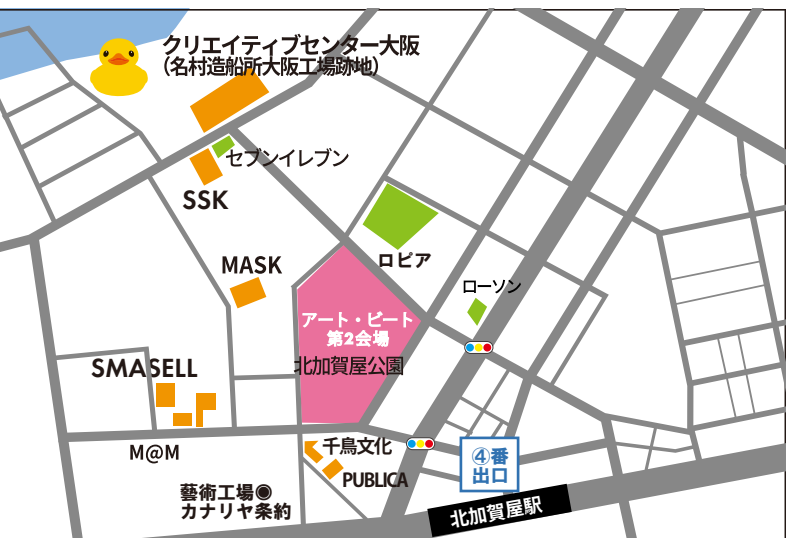 クリエイティブセンター大阪
(名村造船所大阪工場跡地)
セブンイレブン
SSK
ロピア
MASK
ローソン
アート・ビート
第2会場
北加賀屋公園
SMASELL
千鳥文化
M@M
④番
出口
PUBLICA
藝術工場◉
カナリヤ条約
北加賀屋駅